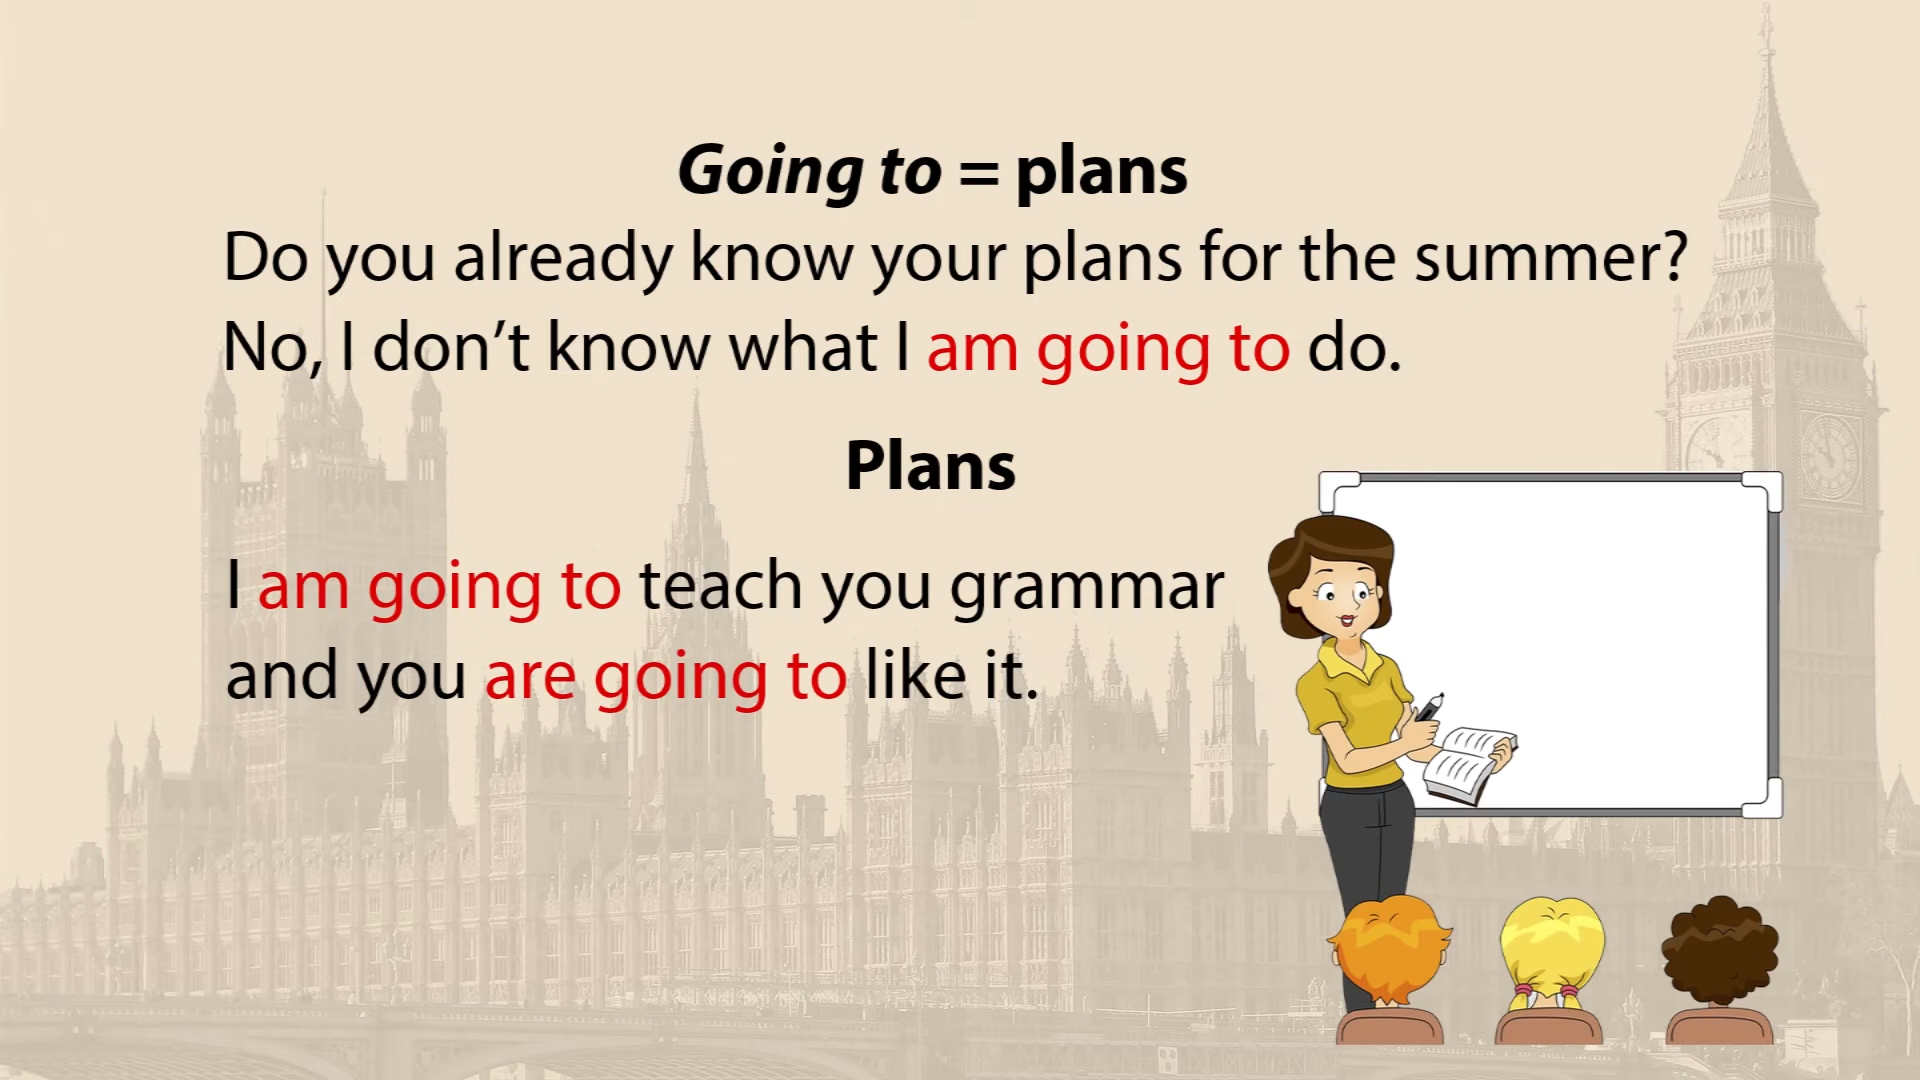 Going to = plans
Do you already know your plans for the summer?
No, I don’t know what I am going to do.
Plans
I am going to teach you grammar
and you are going to like it.